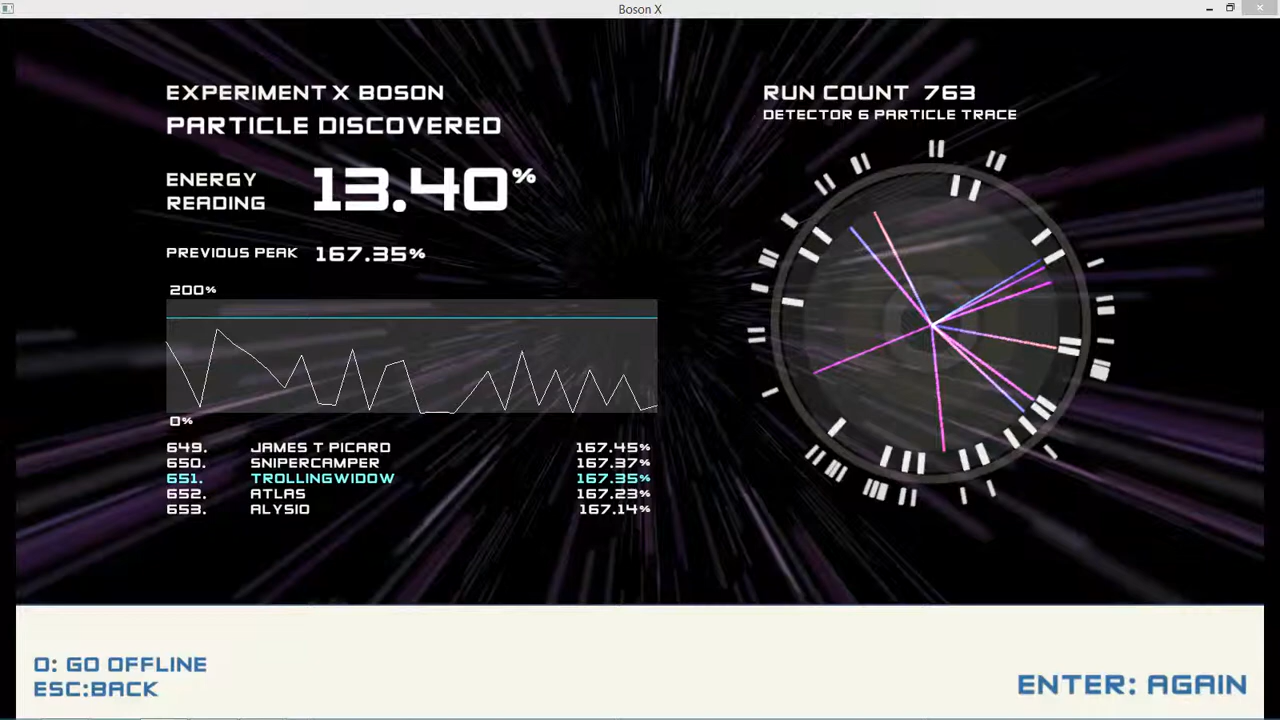 Boson X
EXPERIMENT X BOSON
PARTICLE DISCOVERED
ENERGY READING 13.40%
PREVIOUS PEAK 167.35%
200%
0%
649. JAMES T PICARD 167.45%
650. SNIPERCAMPER 167.37%
651. TROLLINGWIDOW 167.35%
652. ATLAS 167.23%
653. ALYSIO 167.14%
RUN COUNT 763
DETECTOR 6 PARTICLE TRACE
O: GO OFFLINE
ESC:BACK
ENTER: AGAIN